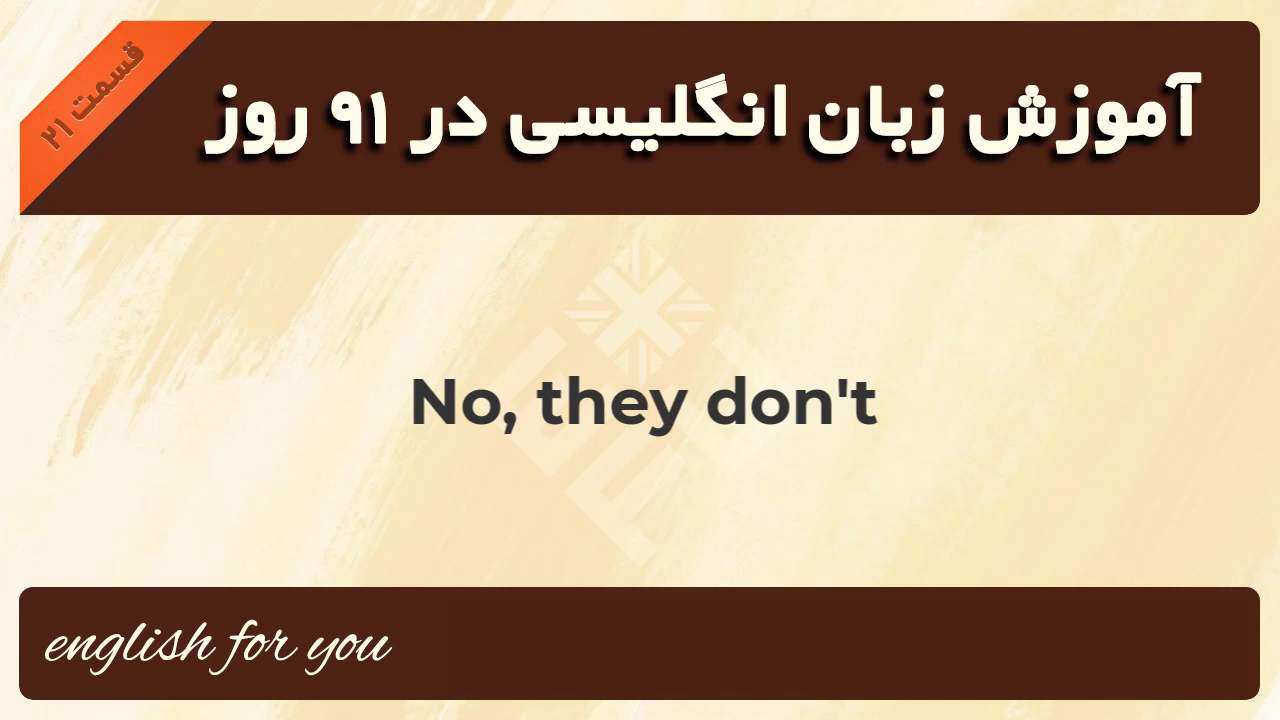 قسمت ۲۱
آموزش زبان انگلیسی در ۹۱ روز
No, they don't
english for you